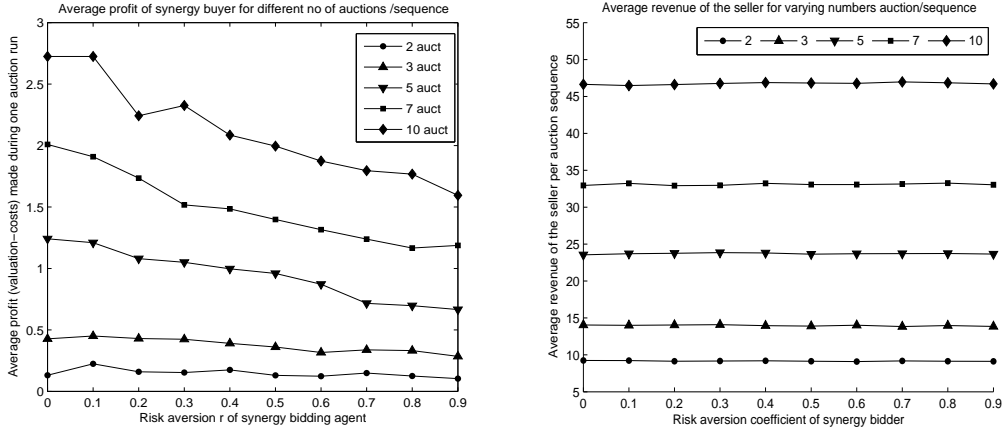 Average profit of synergy buyer for different no of auctions /sequence
Average profit (valuation−costs) made during one auction run
3
2.5
2
1.5
1
0.5
0
2 auct
3 auct
5 auct
7 auct
10 auct
0 0.1 0.2 0.3 0.4 0.5 0.6 0.7 0.8 0.9
Risk aversion r of synergy bidding agent
Average revenue of the seller for varying numbers auction/sequence
Average revenue of the seller per auction sequence
55
50
45
40
35
30
25
20
15
10
5
2 3 5 7 10
0 0.1 0.2 0.3 0.4 0.5 0.6 0.7 0.8 0.9
Risk aversion coefficient of synergy bidder